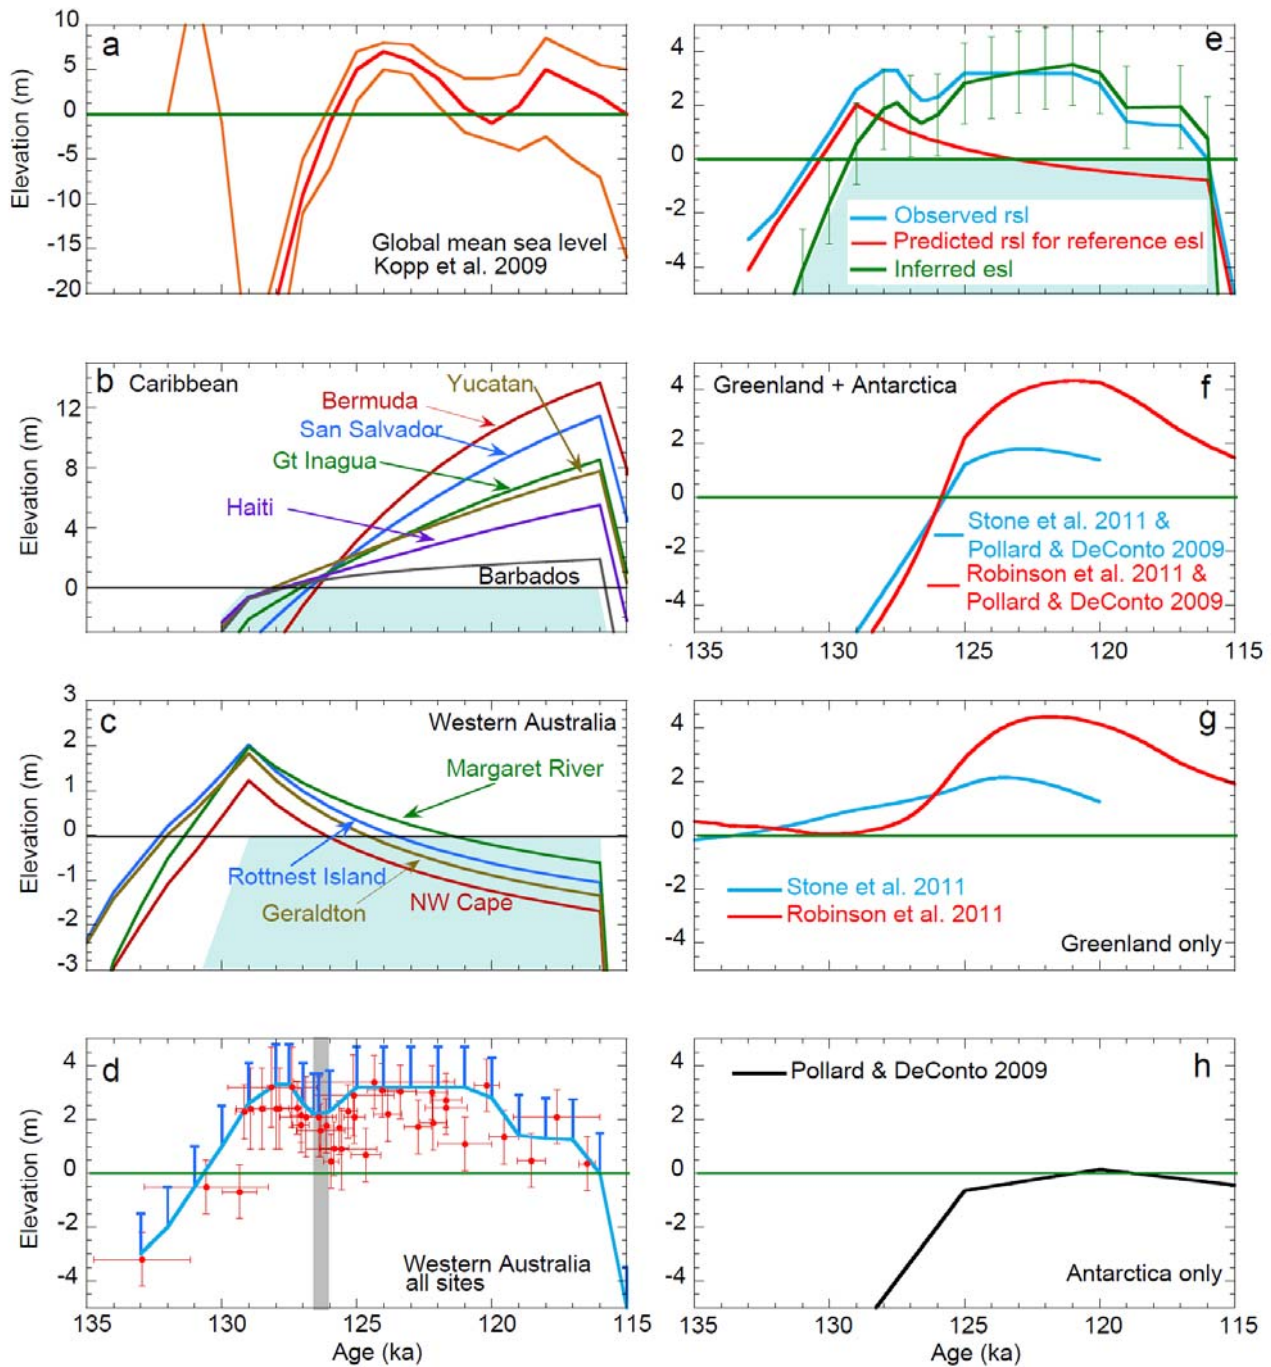 a
Elevation (m)
10
5
0
-5
-10
-15
-20
Global mean sea level
Kopp et al. 2009
e
4
2
0
-2
-4
Observed rsl
Predicted rsl for reference esl
Inferred esl
b
Caribbean
Elevation (m)
12
8
4
0
Yucatan
Bermuda
San Salvador
Gt Inagua
Haiti
Barbados
Greenland + Antarctica
f
4
2
0
-2
-4
Stone et al. 2011 &
Pollard & DeConto 2009
Robinson et al. 2011 &
Pollard & DeConto 2009
135
130
125
120
115
c
Western Australia
Elevation (m)
3
2
1
0
-1
-2
-3
Margaret River
Rottnest Island
Geraldton
NW Cape
g
4
2
0
-2
-4
Stone et al. 2011
Robinson et al. 2011
Greenland only
d
Elevation (m)
4
2
0
-2
-4
Western Australia
all sites
135
130
125
120
115
Age (ka)
Pollard & DeConto 2009
h
4
2
0
-2
-4
Antarctica only
135
130
125
120
115
Age (ka)